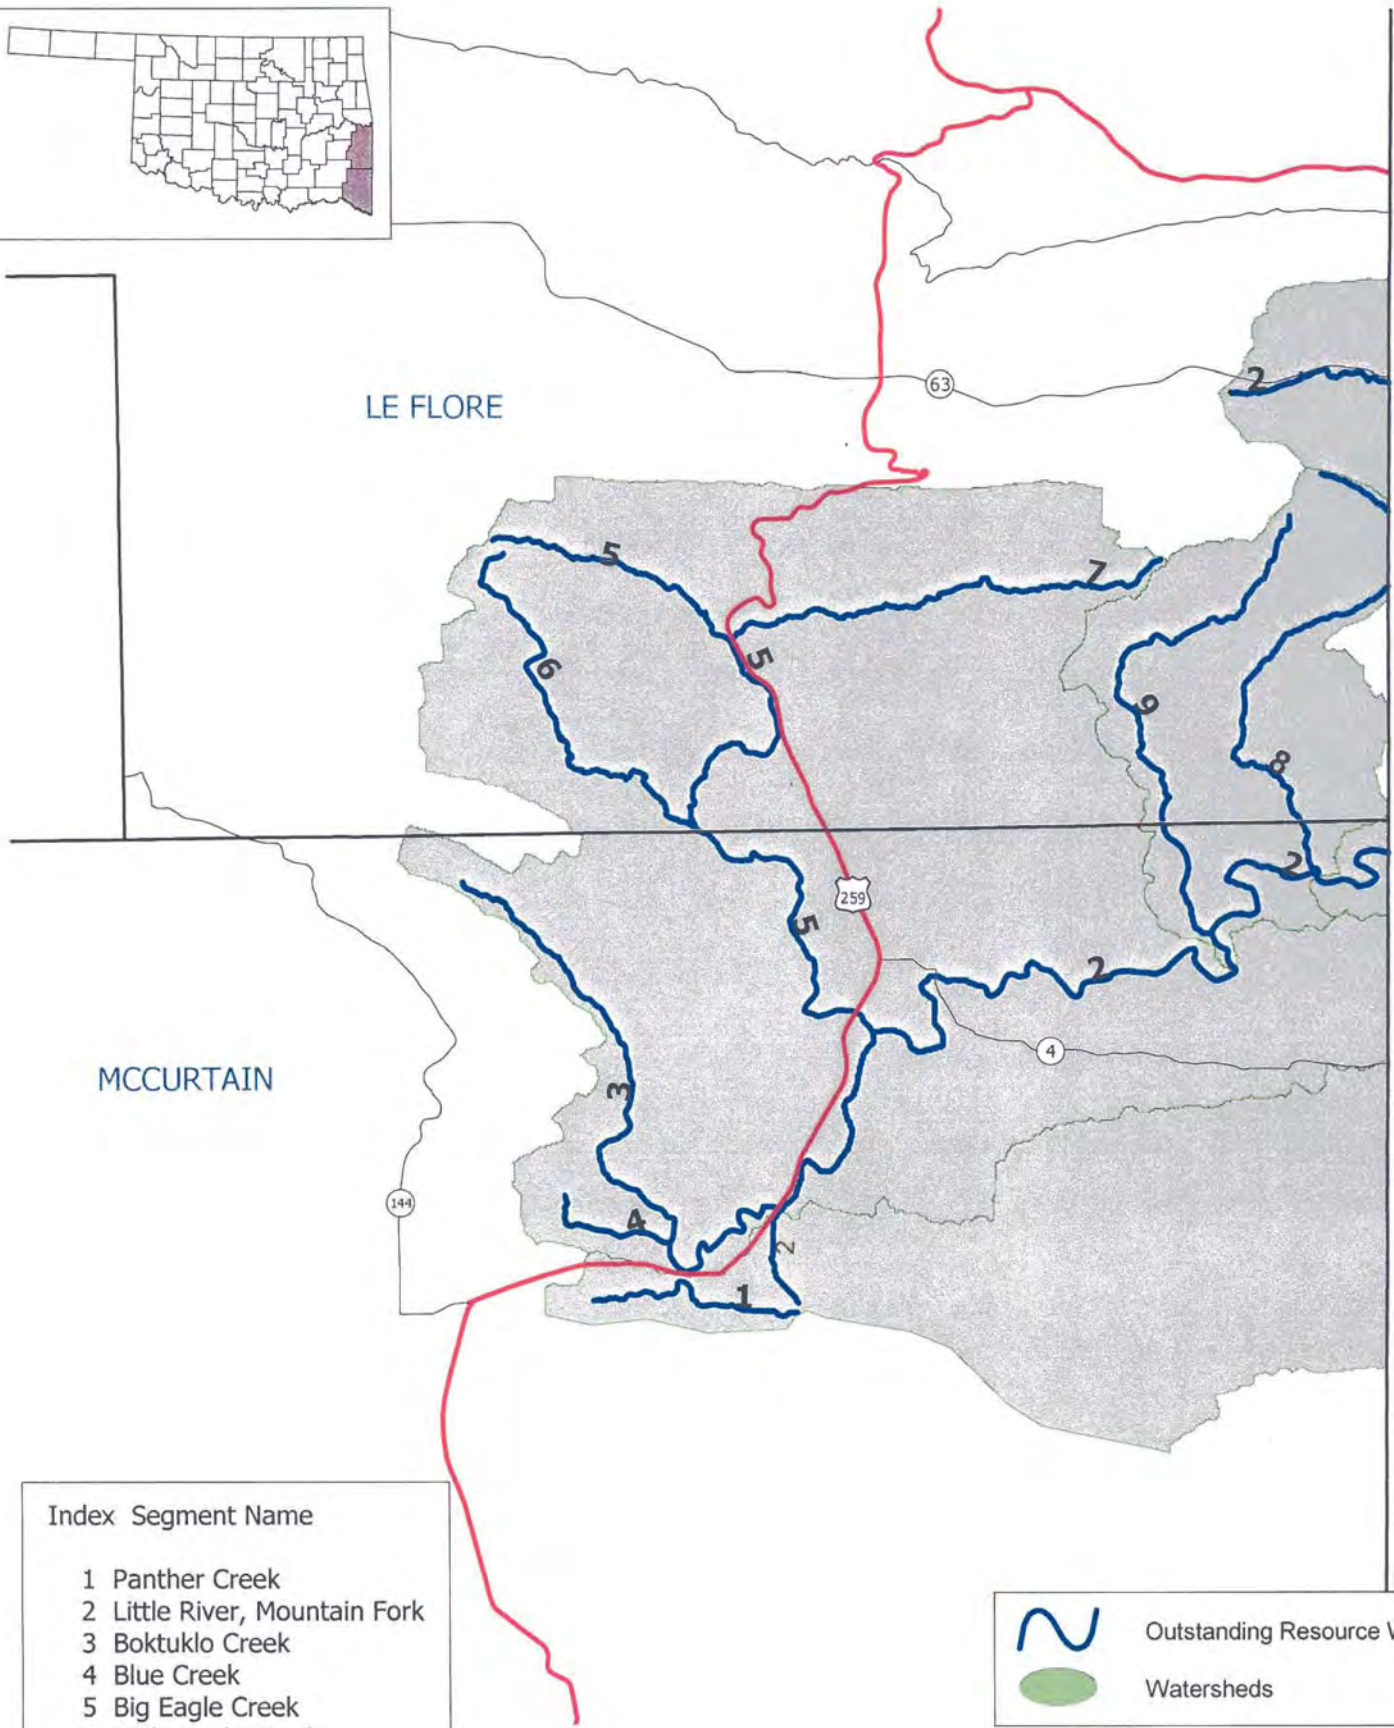 63
LE FLORE
2
5
7
5
6
9
8
2
259
5
2
4
MCCURTAIN
3
144
4
2
1
Index Segment Name
1 Panther Creek
2 Little River, Mountain Fork
3 Boktuklo Creek
4 Blue Creek
5 Big Eagle Creek
Outstanding Resource
Watersheds